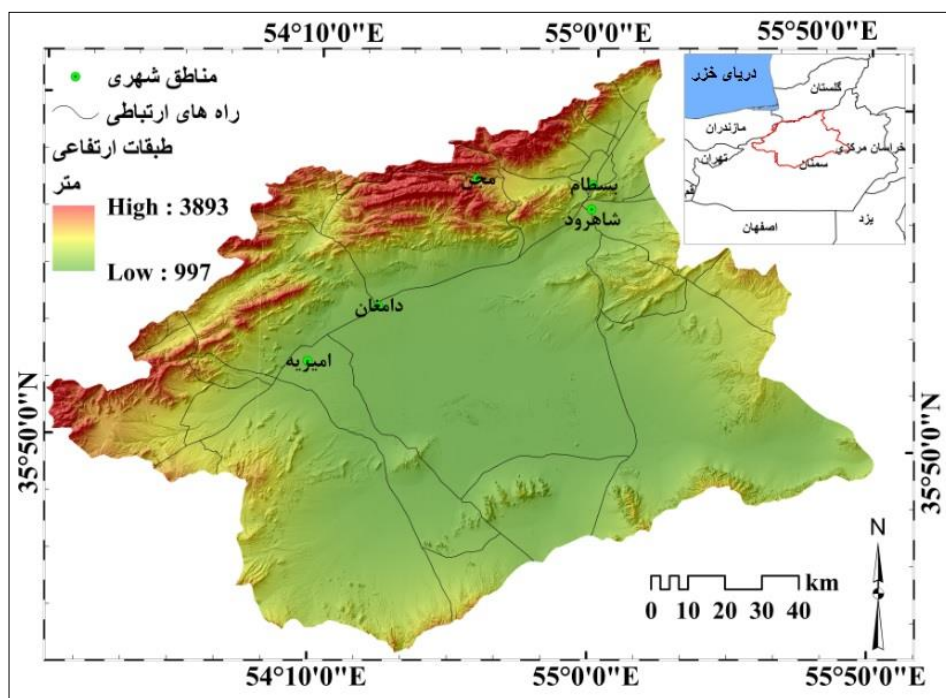 54°10'0"E
55°0'0"E
55°50'0"E
مناطق شهری
راه های ارتباطی
طبقات ارتفاعی
متر
High : 3893
Low : 997
دریای خزر
گلستان
مازندران
خراسان مرکزی
تهران
سمنان
قم
اصفهان
یزد
مجن
بسطام
شاهرود
دامغان
امیریه
35°50'0"N
35°50'0"N
N
km
0 10 20 30 40
54°10'0"E
55°0'0"E
55°50'0"E